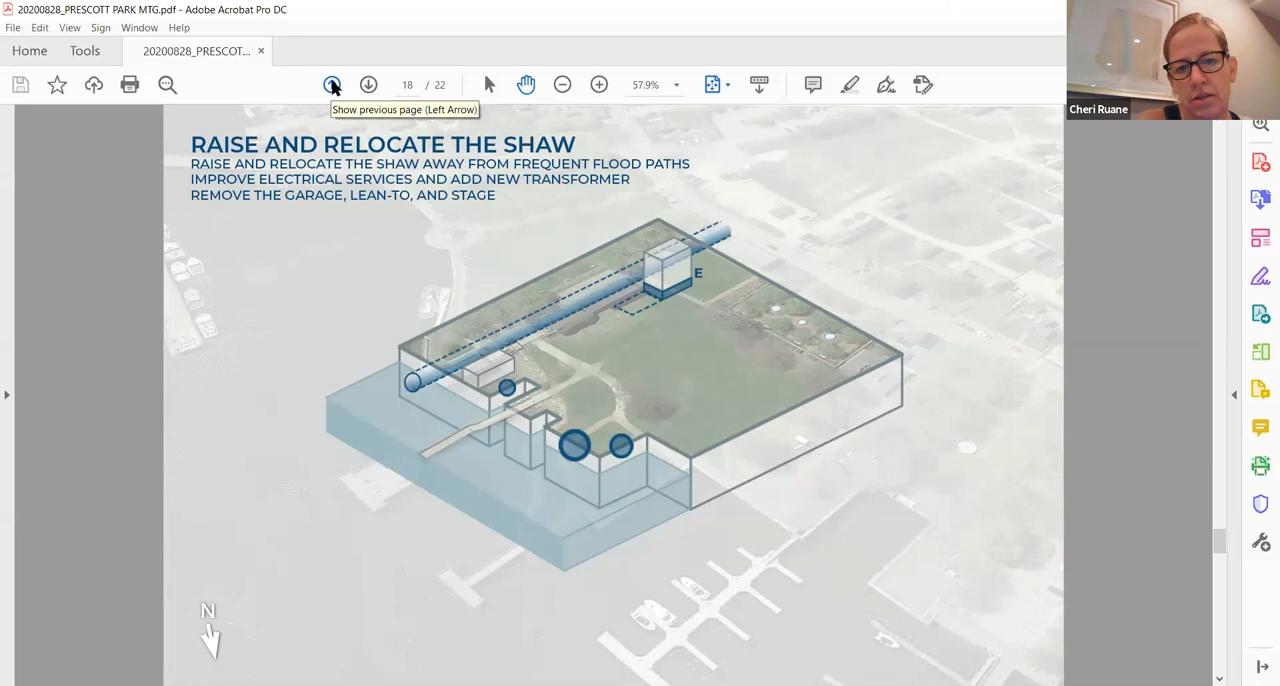 20200828_PRESCOTT PARK MTG.pdf - Adobe Acrobat Pro DC
File Edit View Sign Window Help
Home Tools 20200828_PRESCOT... ×
18 / 22 57.9%
Show previous page (Left Arrow)
Cheri Ruane
RAISE AND RELOCATE THE SHAW
RAISE AND RELOCATE THE SHAW AWAY FROM FREQUENT FLOOD PATHS
IMPROVE ELECTRICAL SERVICES AND ADD NEW TRANSFORMER
REMOVE THE GARAGE, LEAN-TO, AND STAGE
E
N